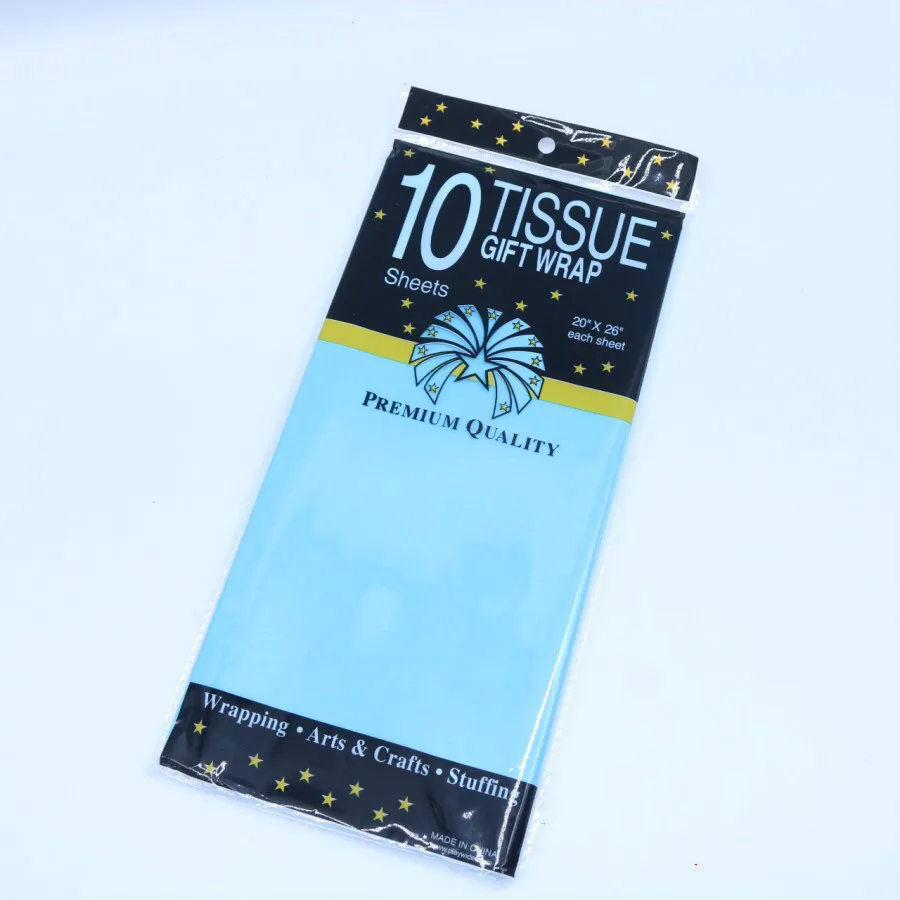 10 TISSUE
GIFT WRAP
Sheets
20" X 26"
each sheet
PREMIUM QUALITY
Wrapping • Arts & Crafts • Stuffing
MADE IN CHINA